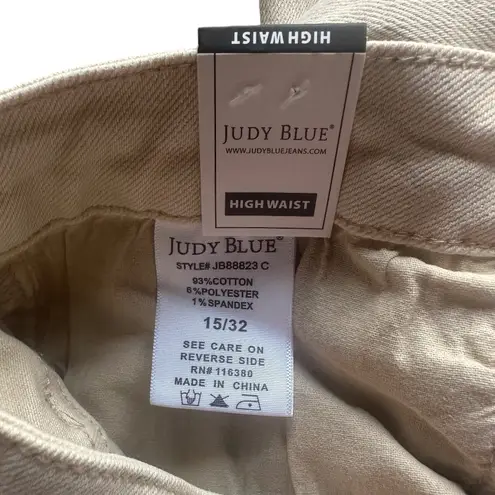 HIGH WAIST
JUDY BLUE®
WWW.JUDYBLUEJEANS.COM
HIGH WAIST
JUDY BLUE®
STYLE# JB88823 C
93%COTTON
6%POLYESTER
1%SPANDEX
15/32
SEE CARE ON
REVERSE SIDE
RN# 116380
MADE IN CHINA